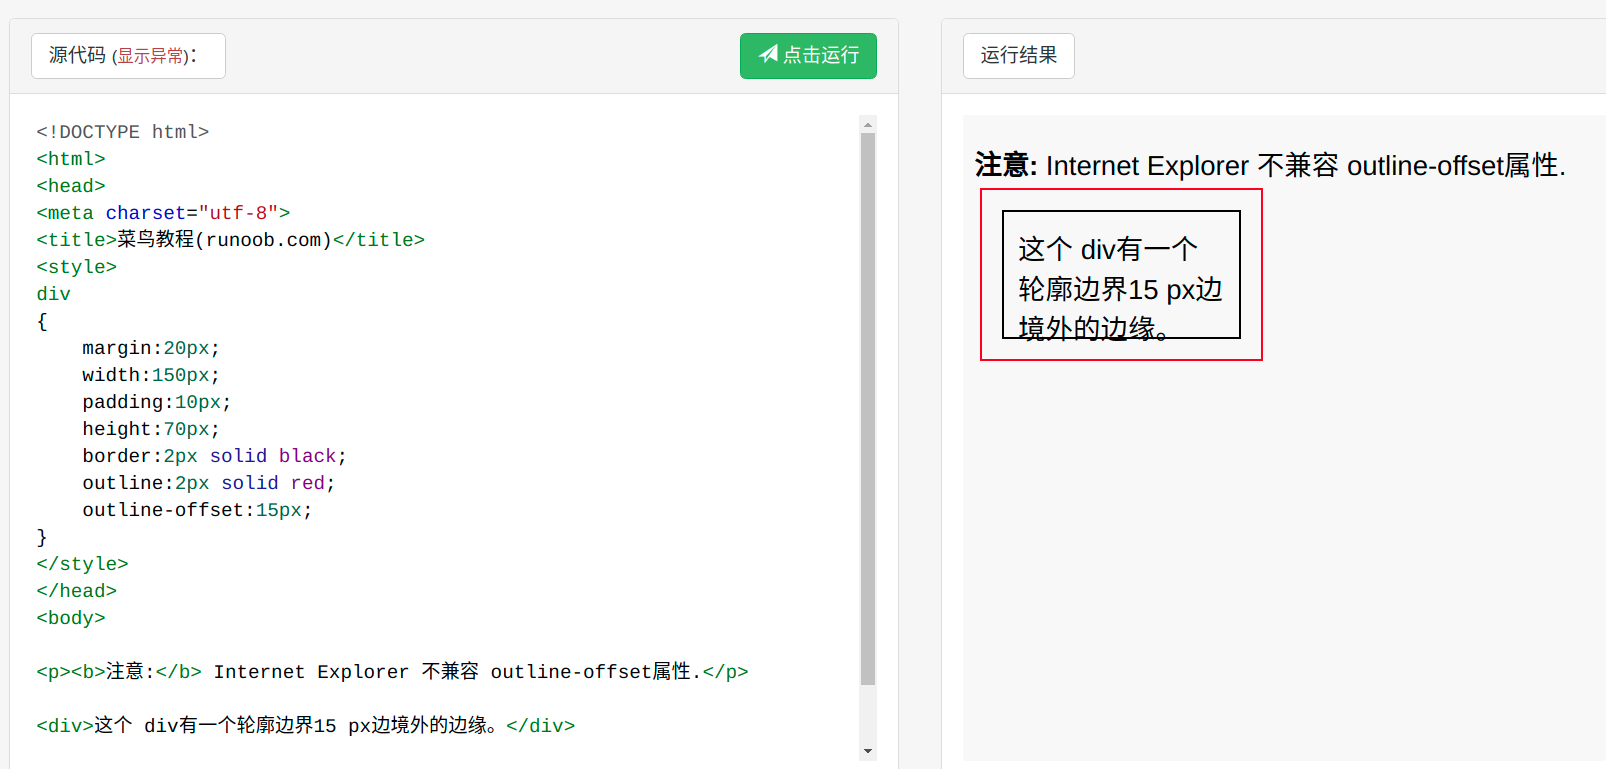 源代码 (显示异常)：
点击运行
<!DOCTYPE html>
<html>
<head>
<meta charset="utf-8">
<title>菜鸟教程(runoob.com)</title>
<style>
div
{
    margin:20px;
    width:150px;
    padding:10px;
    height:70px;
    border:2px solid black;
    outline:2px solid red;
    outline-offset:15px;
}
</style>
</head>
<body>
<p><b>注意:</b> Internet Explorer 不兼容 outline-offset属性.</p>
<div>这个 div有一个轮廓边界15 px边境外的边缘。</div>
运行结果
注意: Internet Explorer 不兼容 outline-offset属性.
这个 div有一个
轮廓边界15 px边
境外的边缘。